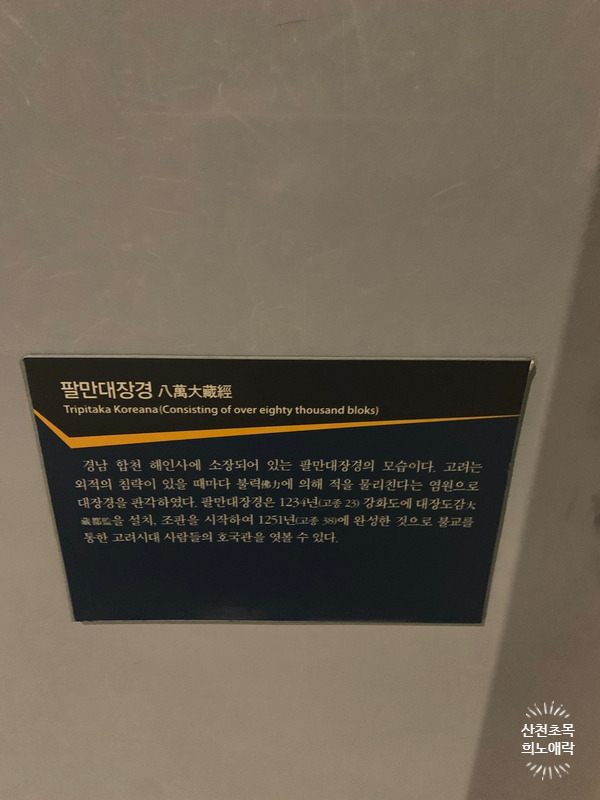 팔만대장경 八萬大藏經
Tripitaka Koreana(Consisting of over eighty thousand bloks)
경남 합천 해인사에 소장되어 있는 팔만대장경의 모습이다. 고려는
외적의 침략이 있을 때마다 불력佛力에 의해 적을 물리친다는 염원으로
대장경을 판각하였다. 팔만대장경은 1234년(고종 23) 강화도에 대장도감大
藏都監을 설치, 조판을 시작하여 1251년(고종 38)에 완성한 것으로 불교를
통한 고려시대 사람들의 호국관을 엿볼 수 있다.
산천초목
희노애락